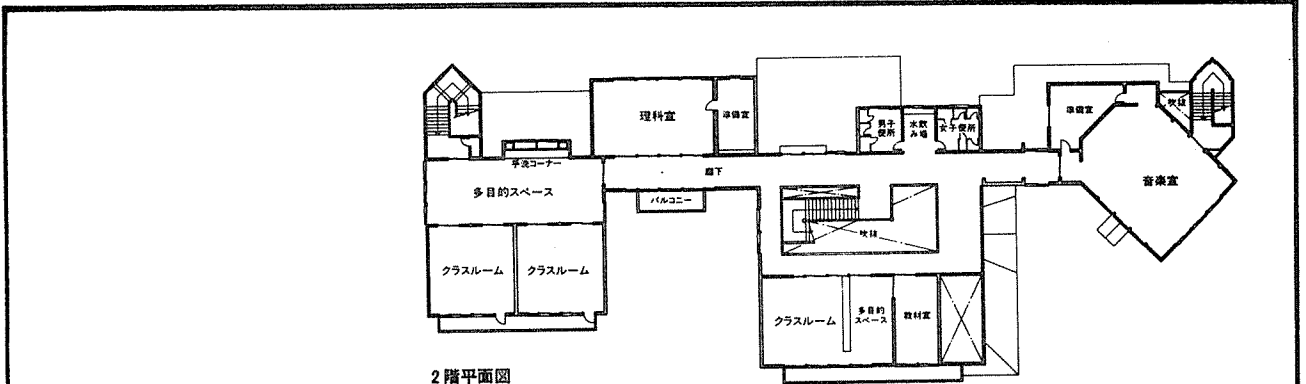 理科室
準備室
男子
便所
水飲
み場
女子便所
準備室
吹抜
音楽室
手洗コーナー
廊下
多目的スペース
バルコニー
吹抜
クラスルーム
クラスルーム
クラスルーム
多目的
スペース
教材室
2階平面図